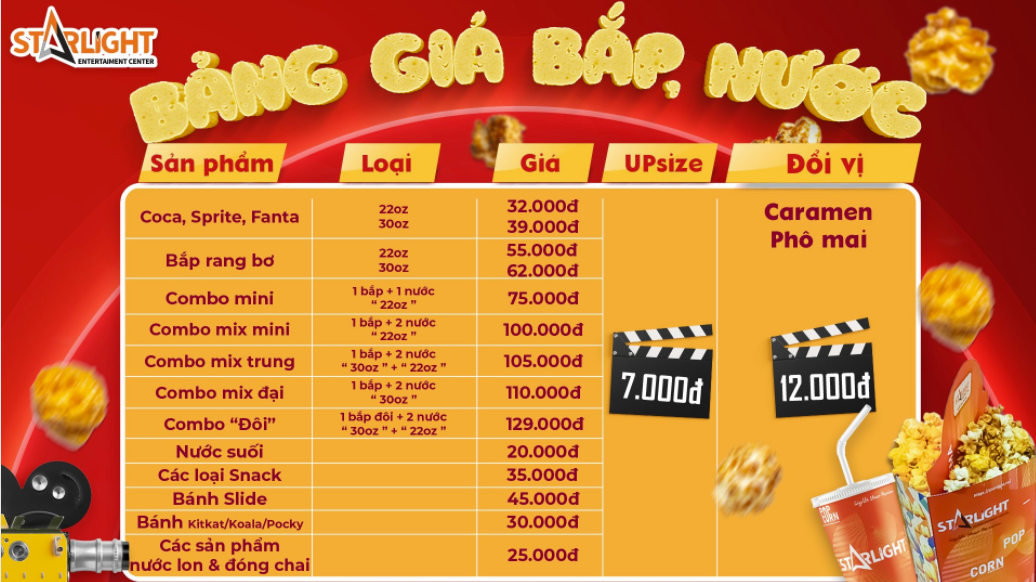 STARLIGHT
ENTERTAIMENT CENTER
BẢNG GIÁ BẮP, NƯỚC
Sản phẩm Loại Giá UPsize Đổi vị
Coca, Sprite, Fanta 22oz 32.000đ
30oz 39.000đ
Bắp rang bơ 22oz 55.000đ
30oz 62.000đ
Combo mini 1 bắp + 1 nước 75.000đ
“ 22oz ”
Combo mix mini 1 bắp + 2 nước 100.000đ
“ 22oz ”
Combo mix trung 1 bắp + 2 nước 105.000đ
“ 30oz ” + “ 22oz ”
Combo mix đại 1 bắp + 2 nước 110.000đ
“ 30oz ”
Combo “Đôi” 1 bắp đôi + 2 nước 129.000đ
“ 30oz ” + “ 22oz ”
Nước suối 20.000đ
Các loại Snack 35.000đ
Bánh Slide 45.000đ
Bánh Kitkat/Koala/Pocky 30.000đ
Các sản phẩm
nước lon & đóng chai 25.000đ
7.000đ
Caramen
Phô mai
12.000đ
POP
CORN
STARLIGHT
STARLIGHT
POP
CORN